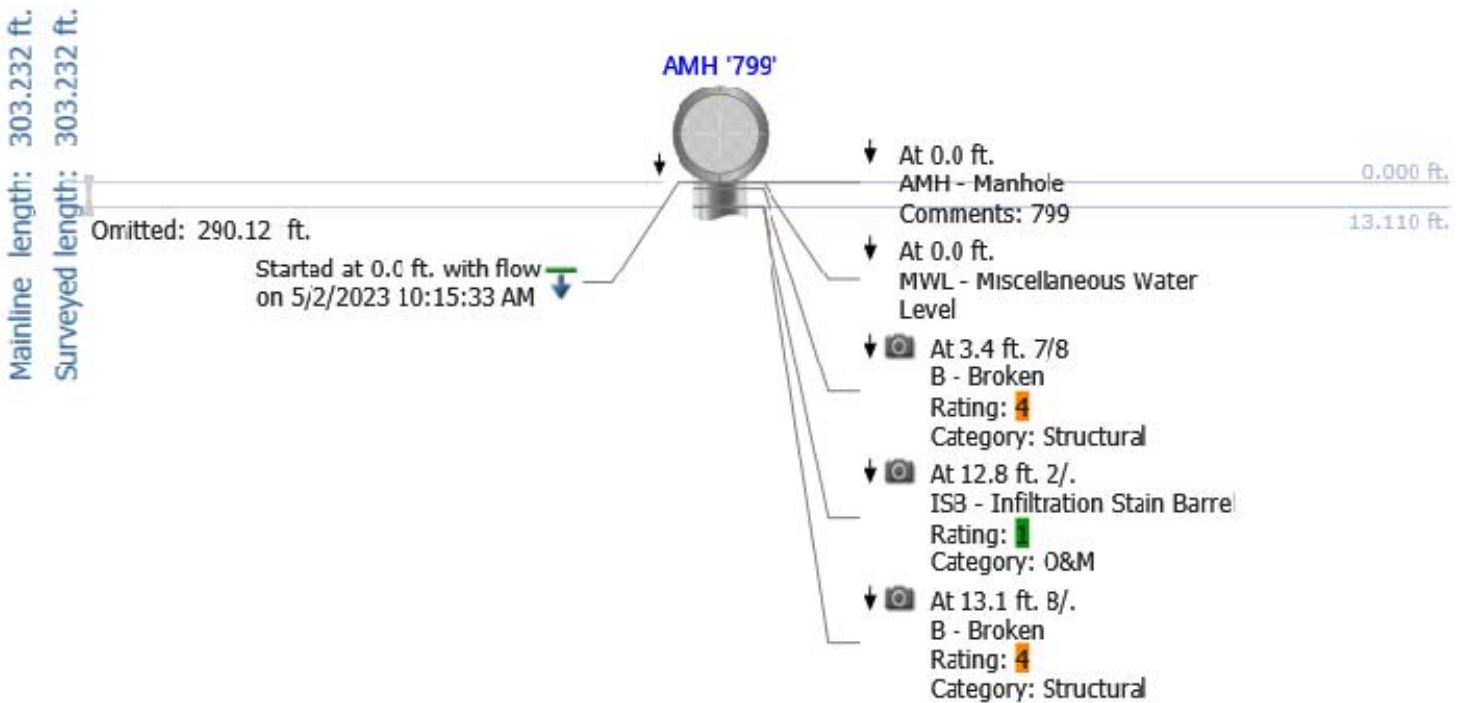 Mainline length: 303.232 ft.
Surveyed length: 303.232 ft.
AMH '799'
0.000 ft.
13.110 ft.
Omitted: 290.12 ft.
Started at 0.0 ft. with flow
on 5/2/2023 10:15:33 AM
At 0.0 ft.
AMH - Manhole
Comments: 799
At 0.0 ft.
MWL - Miscellaneous Water
Level
At 3.4 ft. 7/8
B - Broken
Rating: 4
Category: Structural
At 12.8 ft. 2/.
ISB - Infiltration Stain Barrel
Rating: 1
Category: O&M
At 13.1 ft. 8/.
B - Broken
Rating: 4
Category: Structural